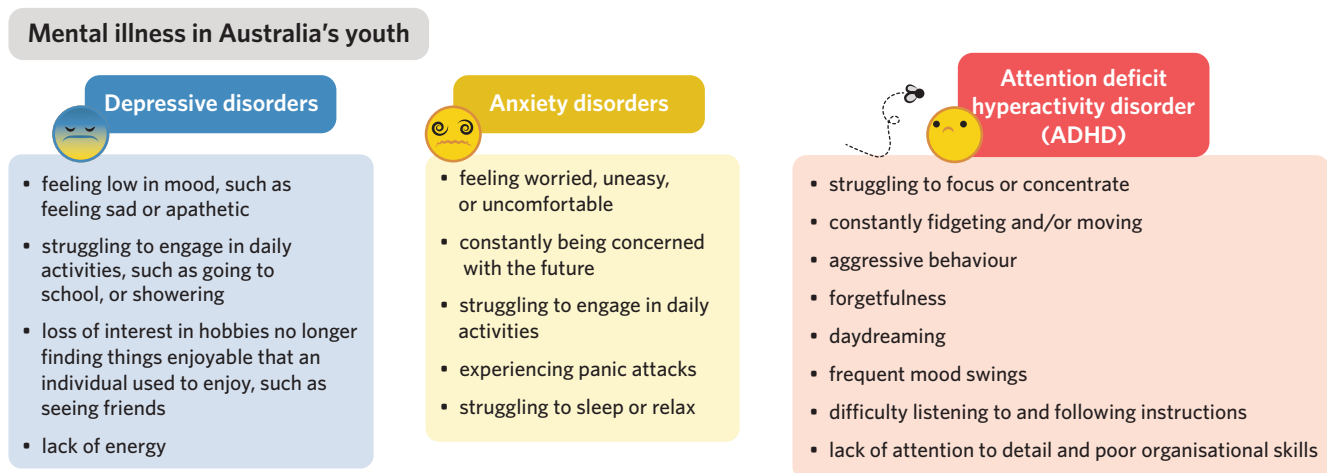 Mental illness in Australia's youth
Depressive disorders
• feeling low in mood, such as
feeling sad or apathetic
• struggling to engage in daily
activities, such as going to
school, or showering
• loss of interest in hobbies no longer
finding things enjoyable that an
individual used to enjoy, such as
seeing friends
• lack of energy
Anxiety disorders
• feeling worried, uneasy,
or uncomfortable
• constantly being concerned
with the future
• struggling to engage in daily
activities
• experiencing panic attacks
• struggling to sleep or relax
Attention deficit
hyperactivity disorder
(ADHD)
• struggling to focus or concentrate
• constantly fidgeting and/or moving
• aggressive behaviour
• forgetfulness
• daydreaming
• frequent mood swings
• difficulty listening to and following instructions
• lack of attention to detail and poor organisational skills